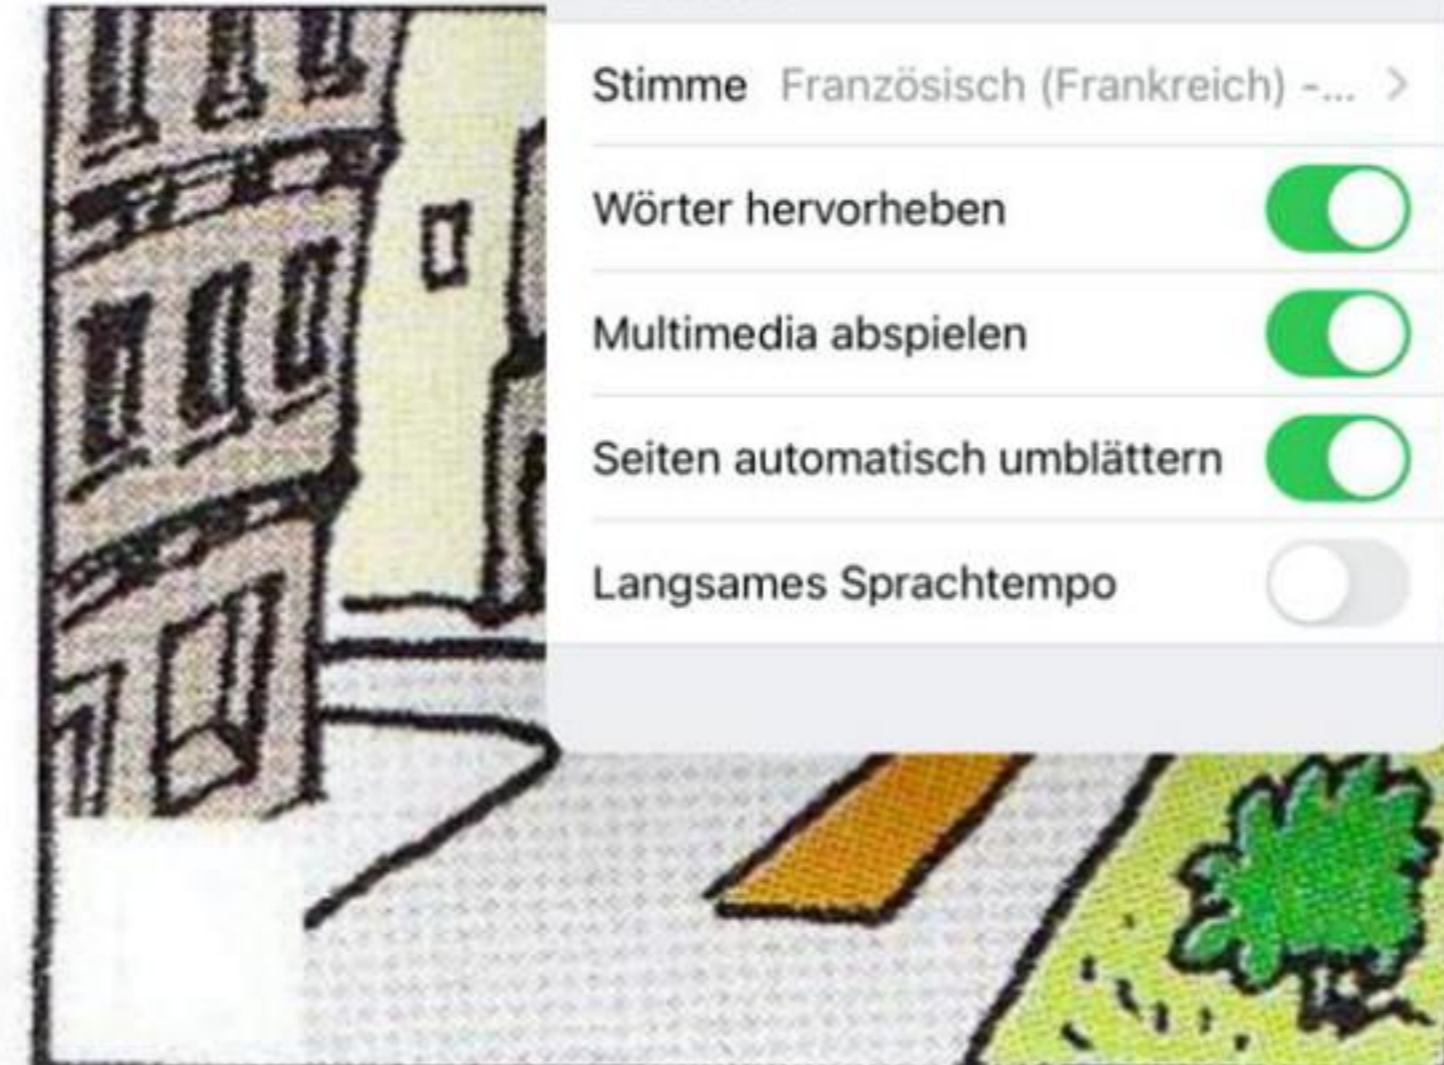 Stimme Französisch (Frankreich) -...
Wörter hervorheben
Multimedia abspielen
Seiten automatisch umblättern
Langsames Sprachtempo